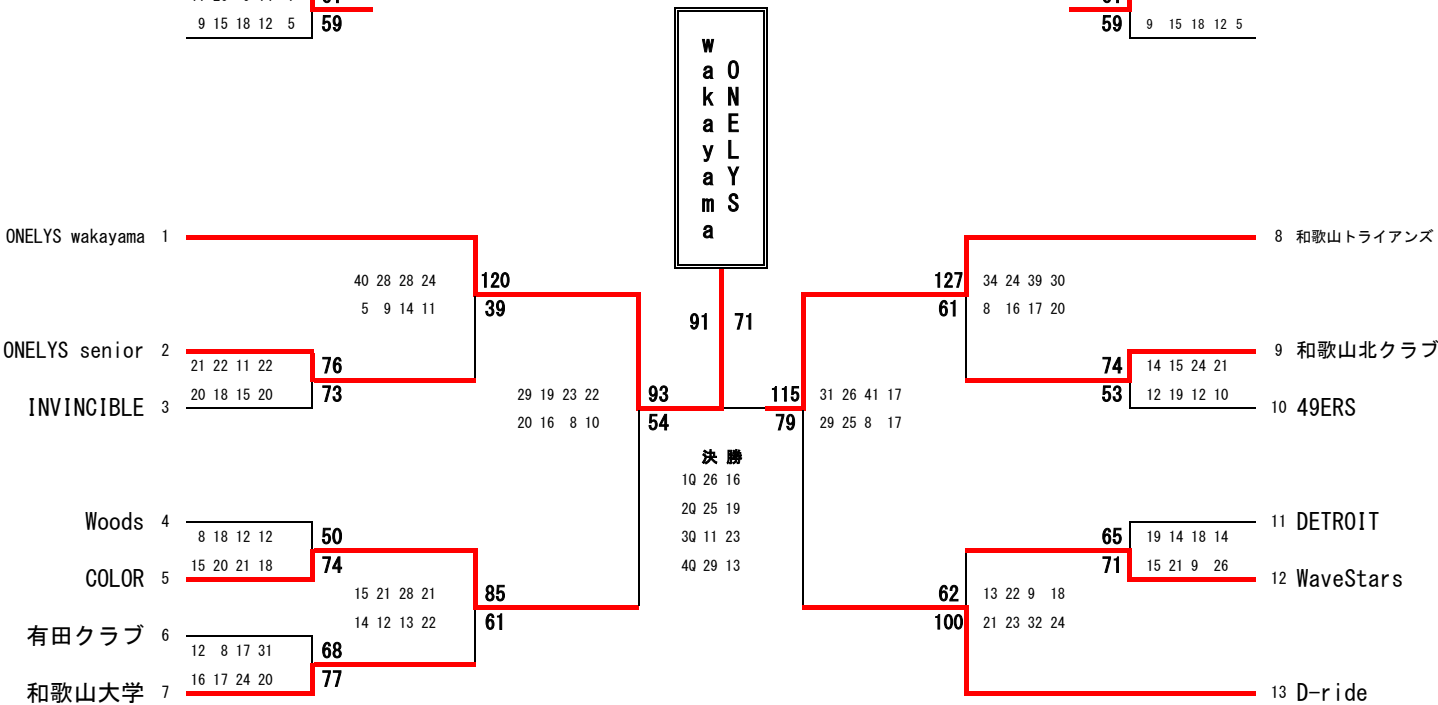 59
9 15 18 12 5
59
9 15 18 12 5
ONELYS
wakayama
ONELYS wakayama 1
40 28 28 24
5 9 14 11
120
39
ONELYS senior 2
21 22 11 22
76
INVINCIBLE 3
20 18 15 20
73
29 19 23 22
20 16 8 10
93
54
Woods 4
8 18 12 12
50
COLOR 5
15 20 21 18
74
15 21 28 21
14 12 13 22
85
61
有田クラブ 6
12 8 17 31
68
和歌山大学 7
16 17 24 20
77
91 71
決 勝
1Q 26 16
2Q 25 19
3Q 11 23
4Q 29 13
8 和歌山トライアンズ
127
61
34 24 39 30
8 16 17 20
9 和歌山北クラブ
74
14 15 24 21
53
12 19 12 10
10 49ERS
115
79
31 26 41 17
29 25 8 17
11 DETROIT
65
19 14 18 14
71
15 21 9 26
12 WaveStars
62
100
13 22 9 18
21 23 32 24
13 D-ride